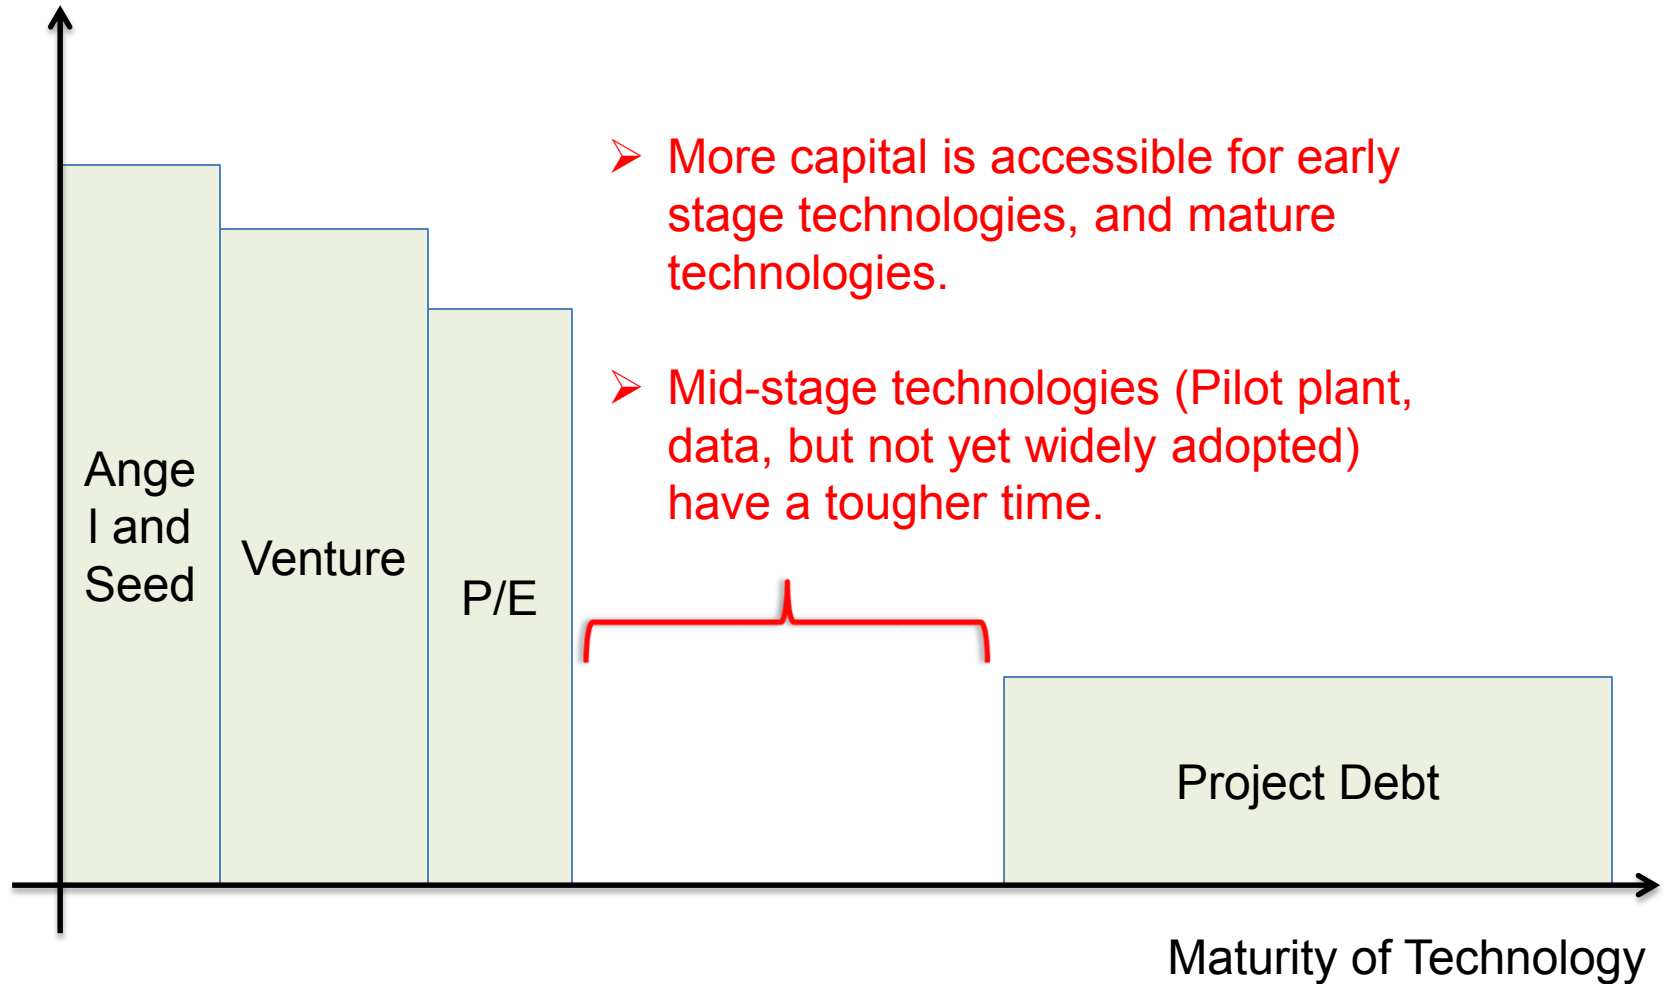 More capital is accessible for early
stage technologies, and mature
technologies.
Mid-stage technologies (Pilot plant,
data, but not yet widely adopted)
have a tougher time.
Ange
l and
Seed
Venture
P/E
Project Debt
Maturity of Technology